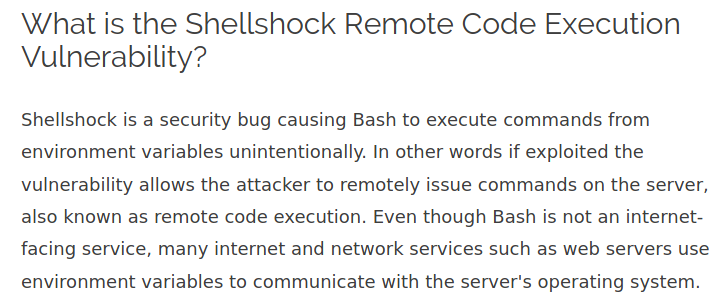 What is the Shellshock Remote Code Execution
Vulnerability?
Shellshock is a security bug causing Bash to execute commands from
environment variables unintentionally. In other words if exploited the
vulnerability allows the attacker to remotely issue commands on the server,
also known as remote code execution. Even though Bash is not an internet-
facing service, many internet and network services such as web servers use
environment variables to communicate with the server's operating system.